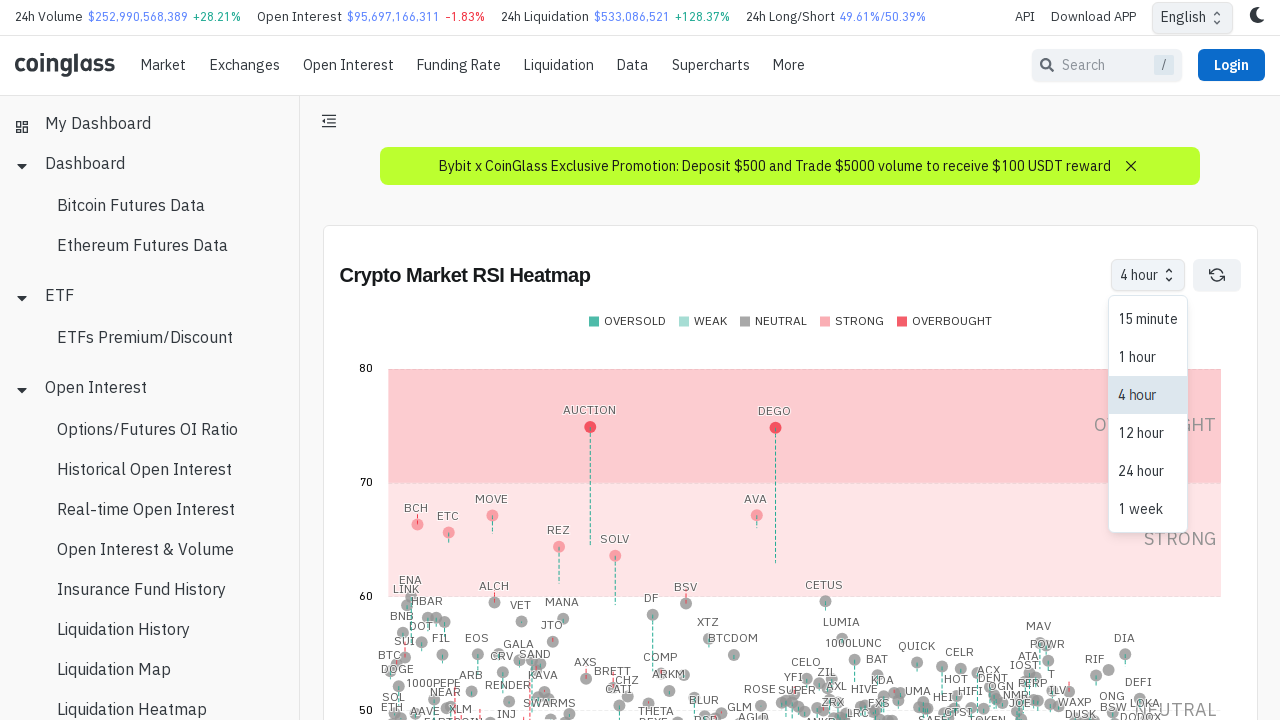 24h Volume $252,990,568,389 +28.21% Open Interest $95,697,166,311 -1.83% 24h Liquidation $533,086,521 +128.37% 24h Long/Short 49.61%/50.39% API Download APP English
coinglass Market Exchanges Open Interest Funding Rate Liquidation Data Supercharts More Search / Login
My Dashboard
Dashboard
Bitcoin Futures Data
Ethereum Futures Data
ETF
ETFs Premium/Discount
Open Interest
Options/Futures OI Ratio
Historical Open Interest
Real-time Open Interest
Open Interest & Volume
Insurance Fund History
Liquidation History
Liquidation Map
Liquidation Heatmap
Bybit x CoinGlass Exclusive Promotion: Deposit $500 and Trade $5000 volume to receive $100 USDT reward
Crypto Market RSI Heatmap
4 hour
15 minute
1 hour
4 hour
12 hour
24 hour
1 week
OVERSOLD WEAK NEUTRAL STRONG OVERBOUGHT
80
AUCTION DEGO
70
MOVE AVA
BCH ETC
REZ
SOLV
STRONG
60
ENA
LINK ALCH BSV CETUS
HBAR VET MANA DF
BNB DOT JTO XTZ LUMIA MAV
SUI FIL EOS GALA BTCDOM 1000LUNC QUICK POWR DIA
BTC CRV SAND COMP BAT CELR ATA RIF
DOGE ARB KAVA AXS BRETT ARKM CELO YFI ZIL KDA HOT ACX IOST T
1000PEPE RENDER CATI ROSE SUPER AXL HIVE UMA HIFI DENT DEFI
SOL NEAR SWARMS BLUR ZRX HEI NMR ONG LOKA
ETH XLM INJ THETA GLM LRC JOE WAXP BSW
50
NEUTRAL
AAVE AGLD CTSI TOKEN DUSK DODOX